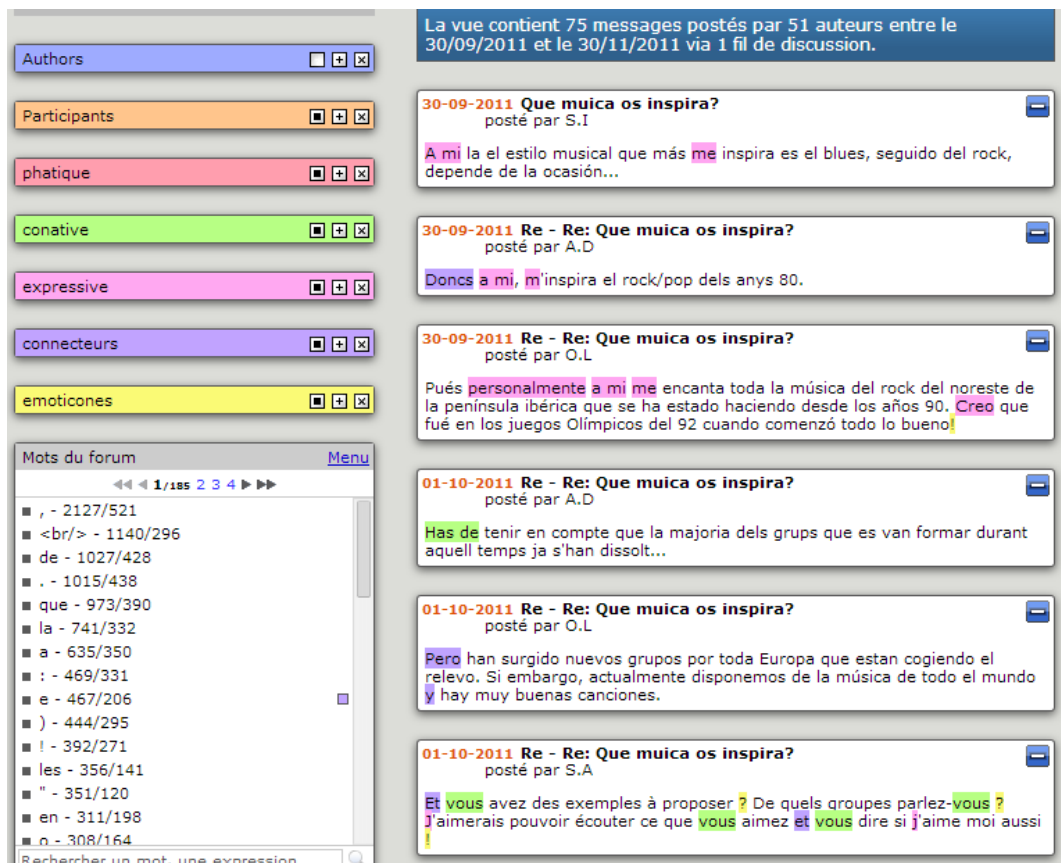 Authors
Participants
phatique
conative
expressive
connecteurs
emoticones
Mots du forum Menu
1/185 2 3 4
, - 2127/521
<br/> - 1140/296
de - 1027/428
. - 1015/438
que - 973/390
la - 741/332
a - 635/350
: - 469/331
e - 467/206
) - 444/295
! - 392/271
les - 356/141
" - 351/120
en - 311/198
o - 308/164
Rechercher un mot, une expression
La vue contient 75 messages postés par 51 auteurs entre le
30/09/2011 et le 30/11/2011 via 1 fil de discussion.
30-09-2011 Que muica os inspira?
posté par S.I
A mi la el estilo musical que más me inspira es el blues, seguido del rock,
depende de la ocasión...
30-09-2011 Re - Re: Que muica os inspira?
posté par A.D
Doncs a mi, m'inspira el rock/pop dels anys 80.
30-09-2011 Re - Re: Que muica os inspira?
posté par O.L
Pués personalmente a mi me encanta toda la música del rock del noreste de
la península ibérica que se ha estado haciendo desde los años 90. Creo que
fué en los juegos Olímpicos del 92 cuando comenzó todo lo bueno!
01-10-2011 Re - Re: Que muica os inspira?
posté par A.D
Has de tenir en compte que la majoria dels grups que es van formar durant
aquell temps ja s'han dissolt...
01-10-2011 Re - Re: Que muica os inspira?
posté par O.L
Pero han surgido nuevos grupos por toda Europa que estan cogiendo el
relevo. Si embargo, actualmente disponemos de la música de todo el mundo
y hay muy buenas canciones.
01-10-2011 Re - Re: Que muica os inspira?
posté par S.A
Et vous avez des exemples à proposer ? De quels groupes parlez-vous ?
J'aimerais pouvoir écouter ce que vous aimez et vous dire si j'aime moi aussi
!